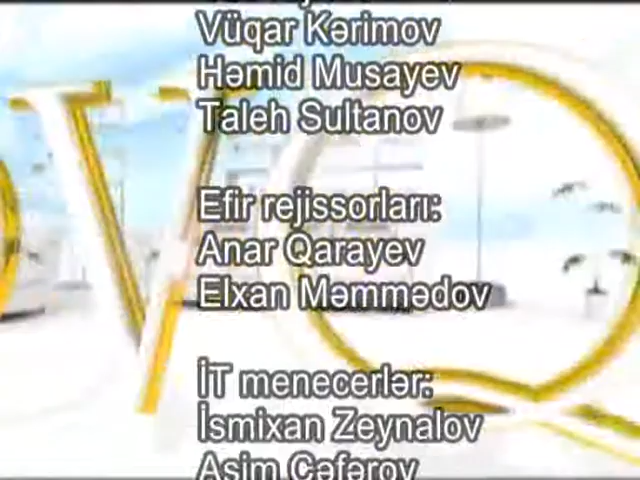 Vüqar Kərimov
Həmid Musayev
Taleh Sultanov
Efir rejissorları:
Anar Qarayev
Elxan Məmmədov
İT menecerlər:
İsmixan Zeynalov
Asim Cəfərov